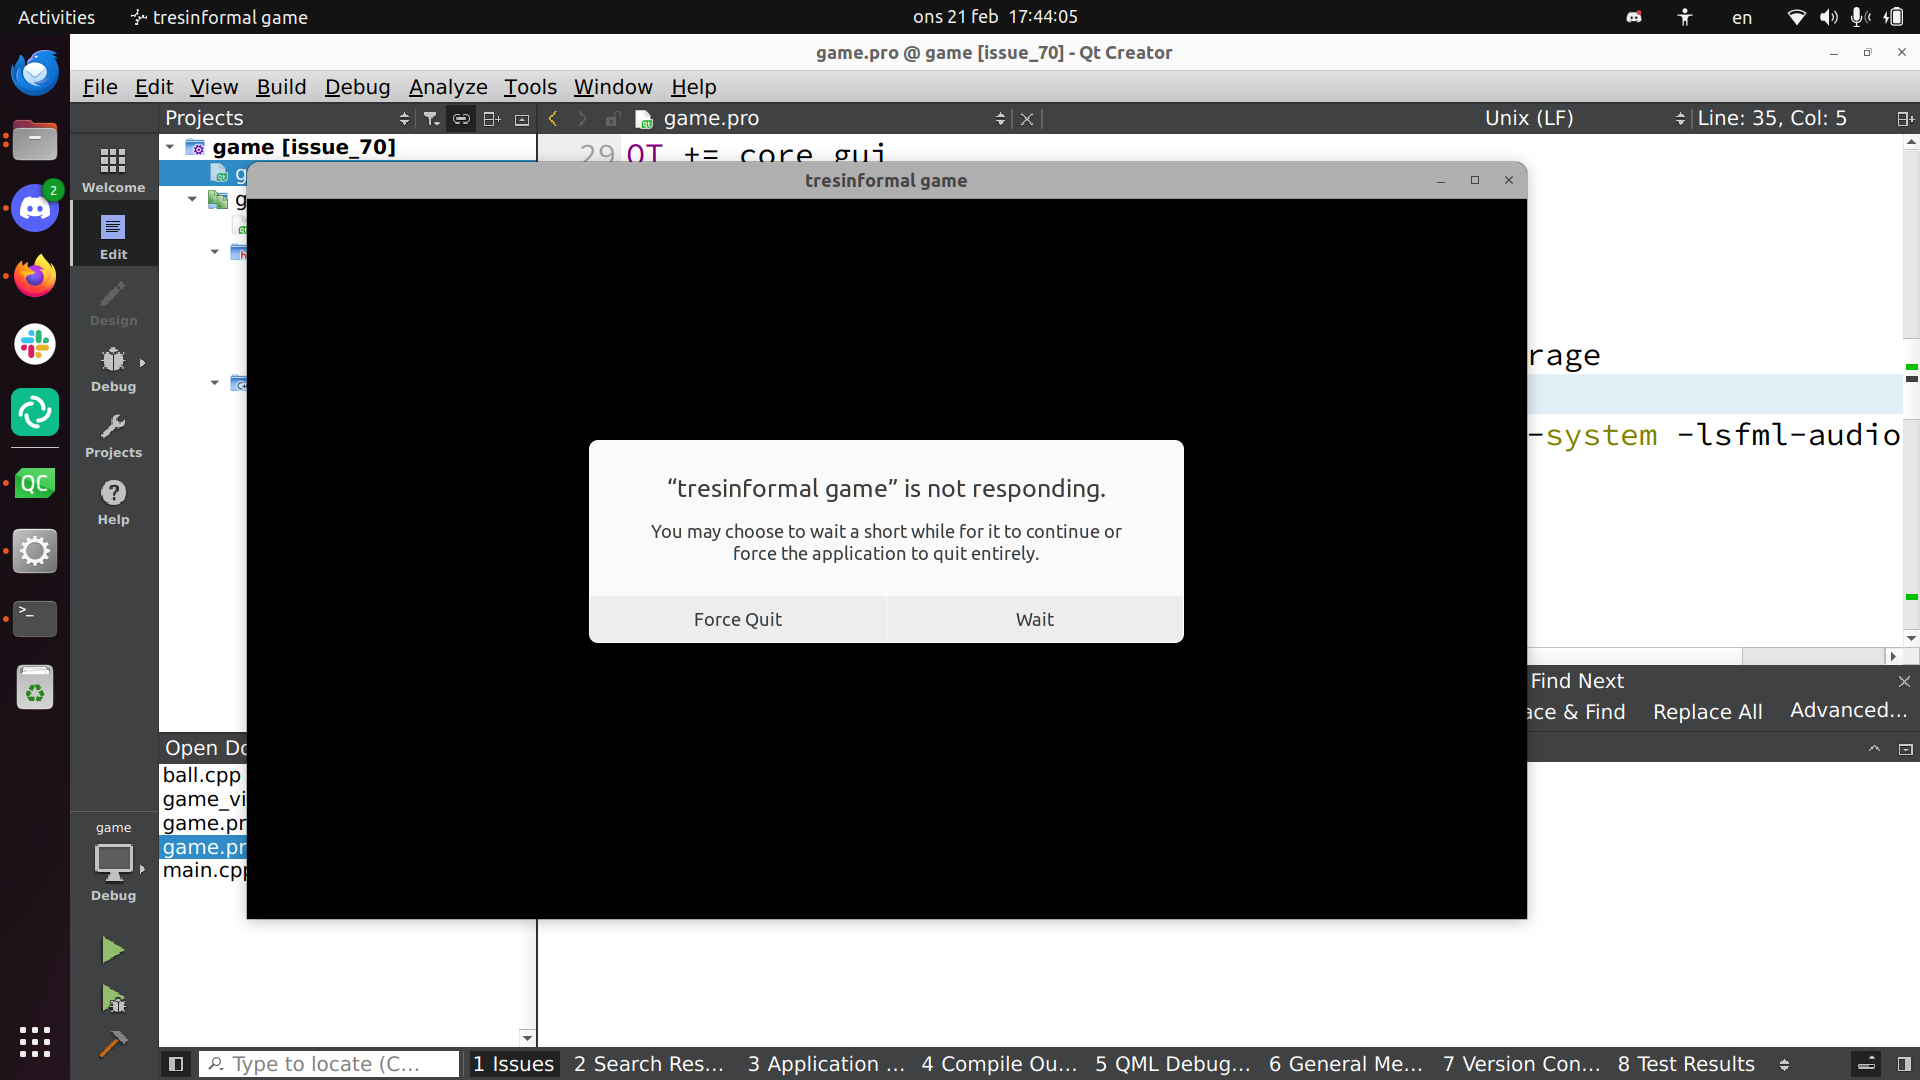 Activities tresinformal game ons 21 feb 17:44:05 en
game.pro @ game [issue_70] - Qt Creator
File Edit View Build Debug Analyze Tools Window Help
Projects game.pro Unix (LF) Line: 35, Col: 5
game [issue_70]
29 QT += core gui
tresinformal game
2
Welcome
Edit
Design
rage
Debug
-system -lsfml-audio
Projects
QC
Help
“tresinformal game” is not responding.
You may choose to wait a short while for it to continue or
force the application to quit entirely.
Force Quit Wait
Find Next
ace & Find Replace All Advanced...
Open Do
ball.cpp
game_vi
game.pr
game.pr
main.cpp
game
Debug
Type to locate (C... 1 Issues 2 Search Res... 3 Application ... 4 Compile Ou... 5 QML Debug... 6 General Me... 7 Version Con... 8 Test Results